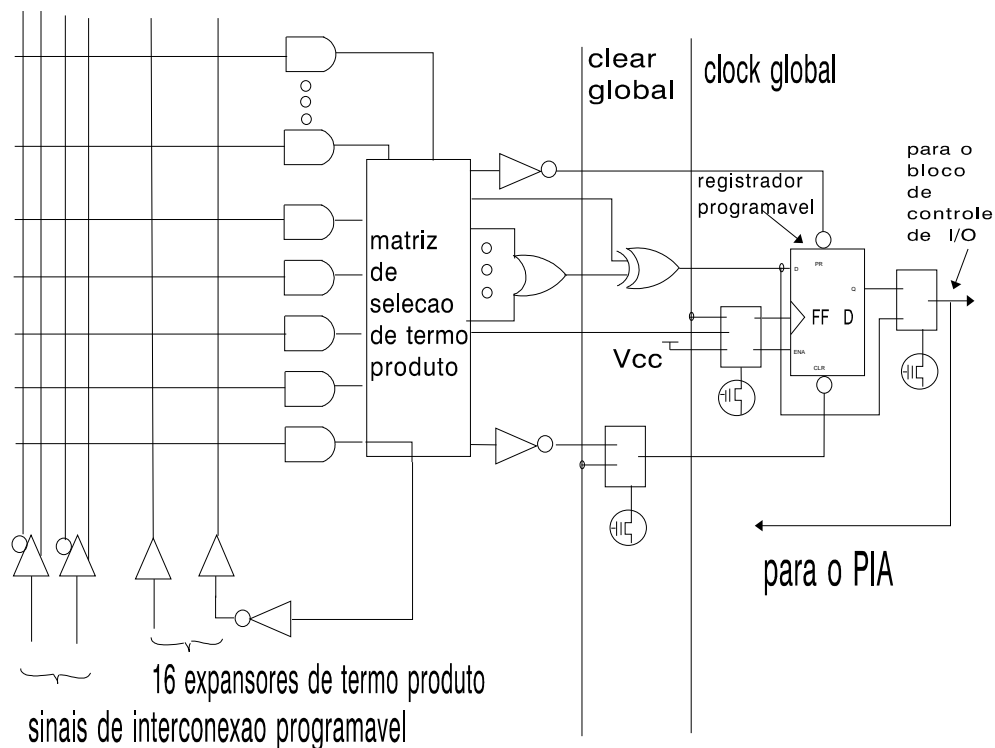 clear
global
clock global
para o
bloco
de
controle
de I/O
registrador
programavel
matriz
de
selecao
de termo
produto
PR
D
Q
FF D
ENA
CLR
Vcc
para o PIA
16 expansores de termo produto
sinais de interconexao programavel